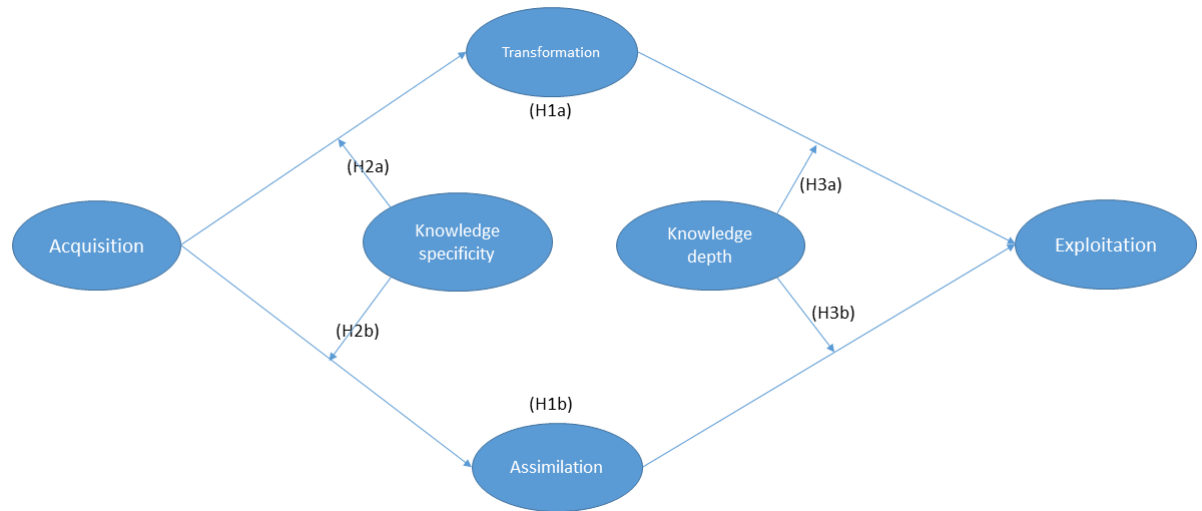 Transformation
(H1a)
(H2a)
(H3a)
Acquisition
Knowledge
specificity
Knowledge
depth
Exploitation
(H2b)
(H3b)
(H1b)
Assimilation